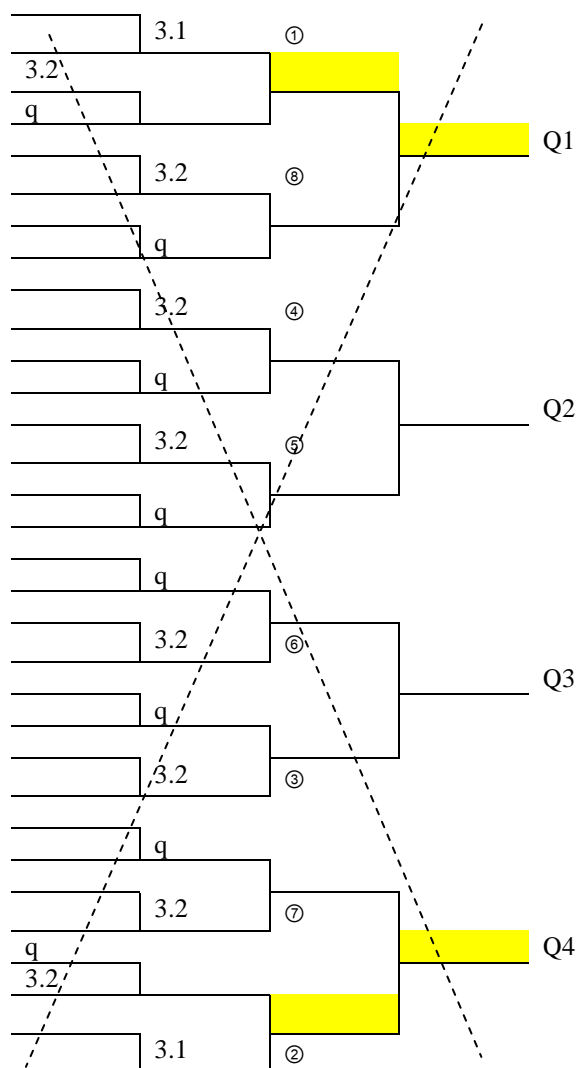 3.1 ①
3.2
q
Q1
3.2 ⑧
q
3.2 ④
q
Q2
3.2 ⑤
q
q
3.2 ⑥
Q3
q
3.2 ③
q
3.2 ⑦
q
Q4
3.2
3.1 ②